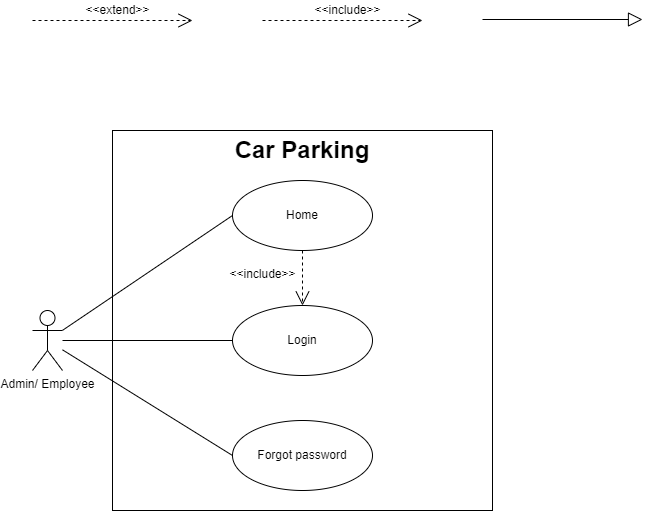 <<extend>>
<<include>>
Car Parking
Home
<<include>>
Login
Admin/ Employee
Forgot password